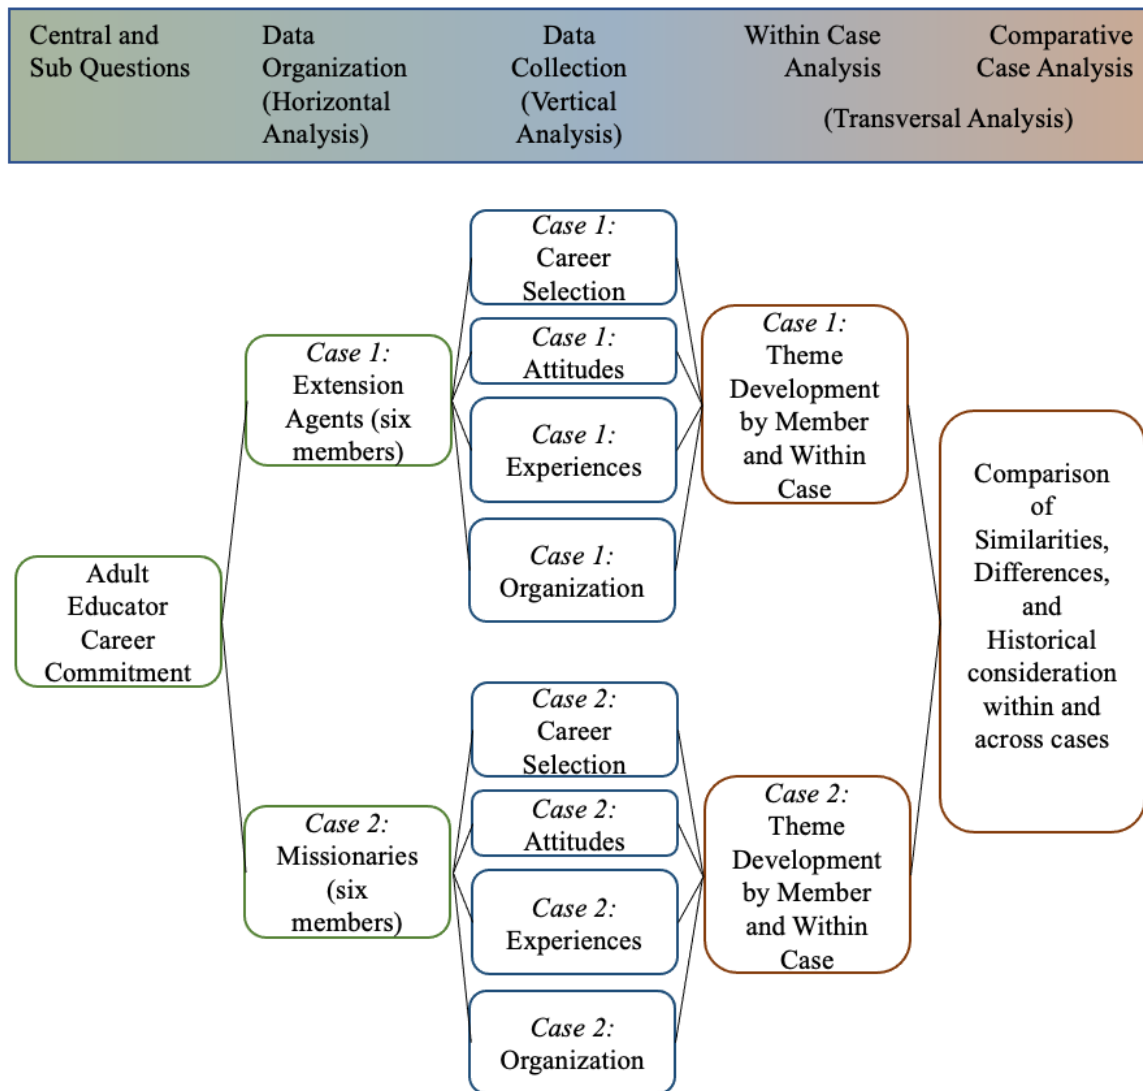 Central and
Sub Questions
Data
Organization
(Horizontal
Analysis)
Data
Collection
(Vertical
Analysis)
Within Case
Analysis
Comparative
Case Analysis
(Transversal Analysis)
Adult
Educator
Career
Commitment
Case 1:
Extension
Agents (six
members)
Case 1:
Career
Selection
Case 1:
Attitudes
Case 1:
Experiences
Case 1:
Organization
Case 1:
Theme
Development
by Member
and Within
Case
Case 2:
Missionaries
(six
members)
Case 2:
Career
Selection
Case 2:
Attitudes
Case 2:
Experiences
Case 2:
Organization
Case 2:
Theme
Development
by Member
and Within
Case
Comparison
of
Similarities,
Differences,
and
Historical
consideration
within and
across cases